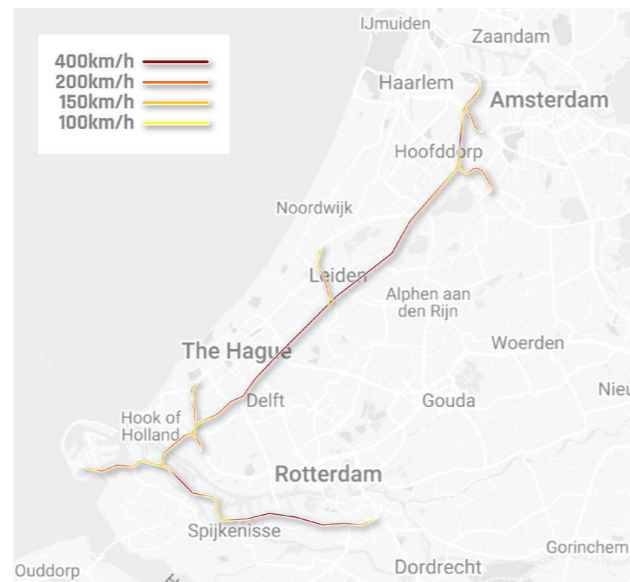 IJmuiden
Zaandam
400km/h
200km/h
150km/h
100km/h
Haarlem
Amsterdam
Hoofddorp
Noordwijk
Leiden
Alphen aan
den Rijn
Woerden
The Hague
Delft
Gouda
Nieu
Hook of
Holland
Rotterdam
Spijkenisse
Gorinchem
Dordrecht
Ouddorp